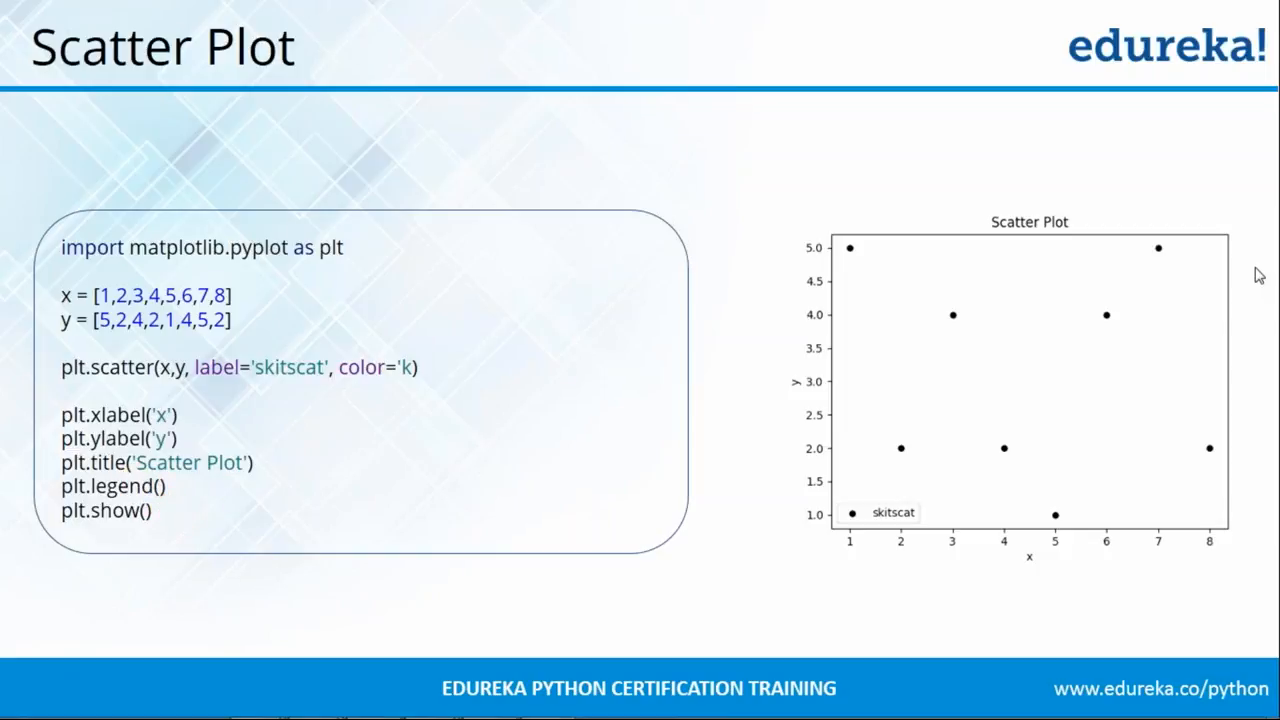 Scatter Plot
edureka!
import matplotlib.pyplot as plt
x = [1,2,3,4,5,6,7,8]
y = [5,2,4,2,1,4,5,2]
plt.scatter(x,y, label='skitscat', color='k)
plt.xlabel('x')
plt.ylabel('y')
plt.title('Scatter Plot')
plt.legend()
plt.show()
Scatter Plot
5.0
4.5
4.0
3.5
3.0
2.5
2.0
1.5
1.0
y
skitscat
1 2 3 4 5 6 7 8
x
EDUREKA PYTHON CERTIFICATION TRAINING
www.edureka.co/python